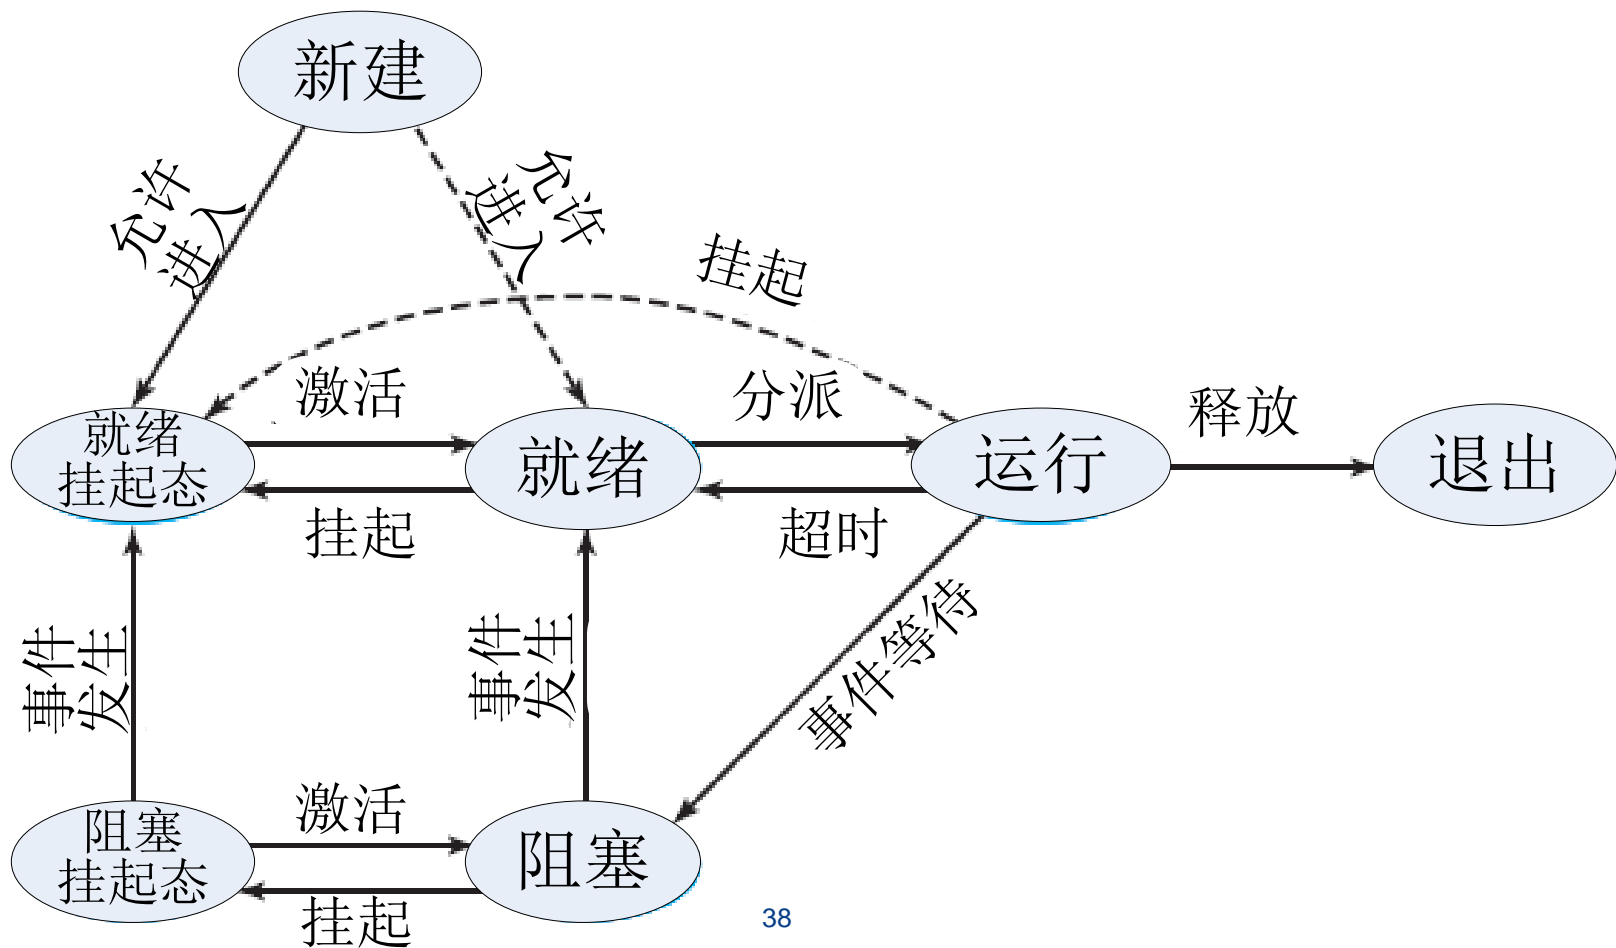 新建
允许
进入
允许
进入
挂起
激活
分派
释放
就绪
挂起态
就绪
运行
退出
挂起
超时
事件
发生
事件
发生
事件等待
激活
阻塞
挂起态
阻塞
挂起
38